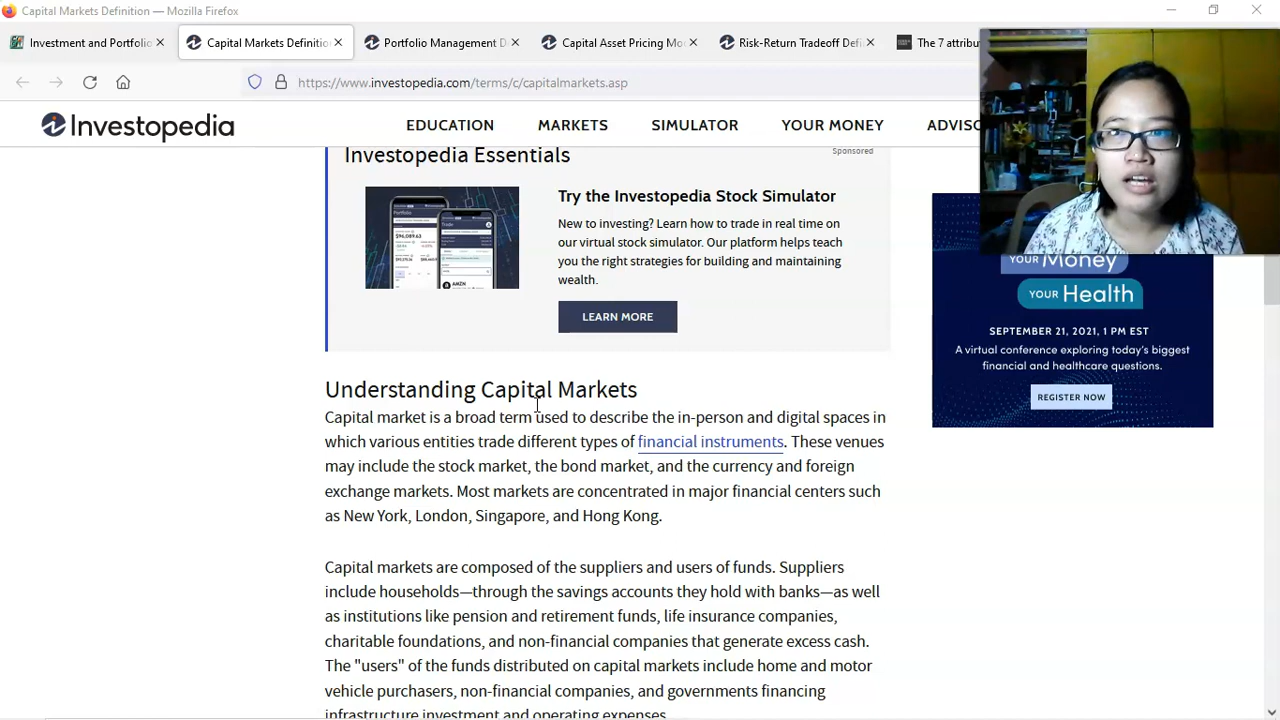 Capital Markets Definition — Mozilla Firefox
Investment and Portfolio
Capital Markets Definition
Portfolio Management D
Capital Asset Pricing Mo
Risk-Return Tradeoff Defi
The 7 attribu
https://www.investopedia.com/terms/c/capitalmarkets.asp
Investopedia
EDUCATION MARKETS SIMULATOR YOUR MONEY ADVISO
Investopedia Essentials
Sponsored
Try the Investopedia Stock Simulator
New to investing? Learn how to trade in real time on
our virtual stock simulator. Our platform helps teach
you the right strategies for building and maintaining
wealth.
LEARN MORE
YOUR Money
YOUR Health
SEPTEMBER 21, 2021, 1 PM EST
A virtual conference exploring today's biggest
financial and healthcare questions.
REGISTER NOW
Understanding Capital Markets
Capital market is a broad term used to describe the in-person and digital spaces in
which various entities trade different types of financial instruments. These venues
may include the stock market, the bond market, and the currency and foreign
exchange markets. Most markets are concentrated in major financial centers such
as New York, London, Singapore, and Hong Kong.
Capital markets are composed of the suppliers and users of funds. Suppliers
include households—through the savings accounts they hold with banks—as well
as institutions like pension and retirement funds, life insurance companies,
charitable foundations, and non-financial companies that generate excess cash.
The "users" of the funds distributed on capital markets include home and motor
vehicle purchasers, non-financial companies, and governments financing
infrastructure investment and operating expenses.